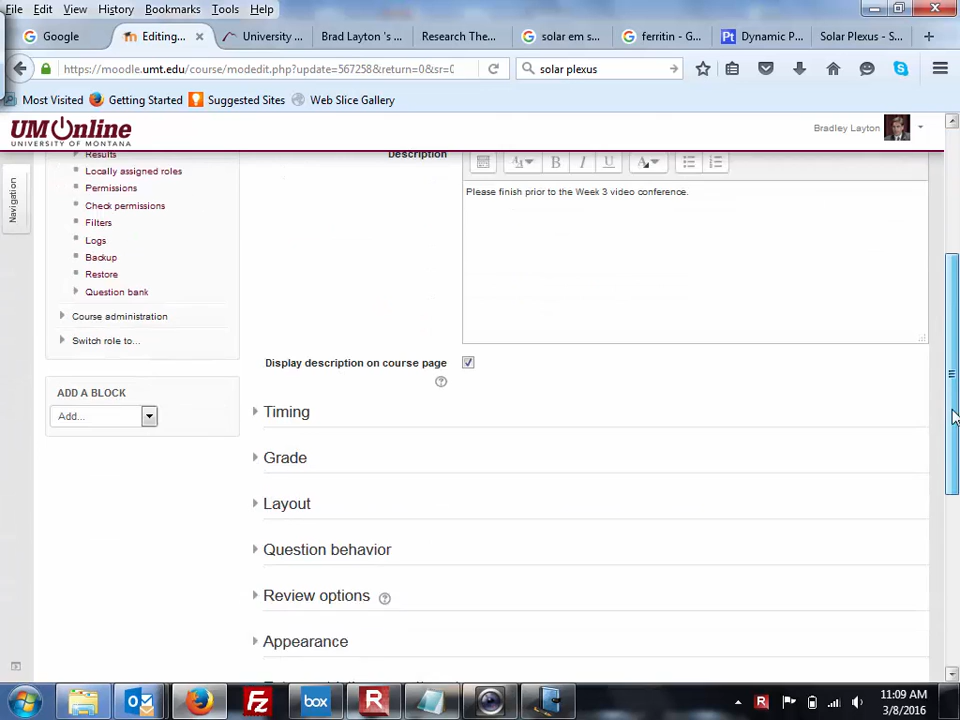 File Edit View History Bookmarks Tools Help
Google Editing... University ... Brad Layton 's ... Research The... solar em s... ferritin - G... Pt Dynamic P... Solar Plexus - S...
https://moodle.umt.edu/course/modedit.php?update=567258&return=0&sr=0 solar plexus
Most Visited Getting Started Suggested Sites Web Slice Gallery
UM Online
UNIVERSITY OF MONTANA
Bradley Layton
Navigation
Results
Locally assigned roles
Permissions
Check permissions
Filters
Logs
Backup
Restore
Question bank
Course administration
Switch role to...
ADD A BLOCK
Add...
Description
B I U
Please finish prior to the Week 3 video conference.
Display description on course page
Timing
Grade
Layout
Question behavior
Review options
Appearance
box
11:09 AM
3/8/2016